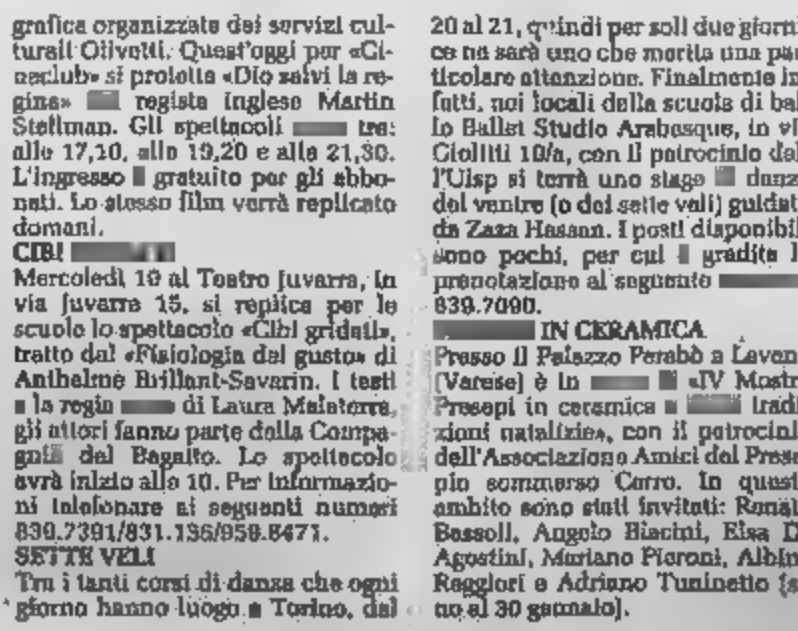 grafica organizzate dei servizi cul-
turali Olivetti. Quest'oggi per «Ci-
neclub» si proietta «Dio salvi la re-
gina» regista inglese Martin
Stellman. Gli spettacoli tre:
alle 17,10, alle 19,20 e alle 21,30.
L'ingresso gratuito per gli abbo-
nati. Lo stesso film verrà replicato
domani.
CIBI
Mercoledì 10 al Teatro Juvarra, in
via Juvarra 15, si replica per le
scuole lo spettacolo «Cibi gridati»,
tratto dal «Fisiologia del gusto» di
Anthelme Brillant-Savarin. I testi
e la regia di Laura Malaterra,
gli attori fanno parte della Compa-
gnia del Bagatto. Lo spettacolo
avrà inizio alle 10. Per informazio-
ni telefonare ai seguenti numeri
839.7391/831.136/958.8471.
SETTE VELI
Tra i tanti corsi di danza che ogni
giorno hanno luogo a Torino, dal
20 al 21, quindi per soli due giorni
ce ne sarà uno che merita una par
ticolare attenzione. Finalmente in
fatti, nei locali della scuola di bal
lo Ballet Studio Arabesque, in vi
Giolitti 10/a, con il patrocinio del
l'Uisp si terrà uno stage danz
del ventre (o dei sette veli) guidat
da Zaza Hassan. I posti disponibil
sono pochi, per cui gradita l
prenotazione al seguente
839.7090.
IN CERAMICA
Presso il Palazzo Perabò a Laven
(Varese) è in «IV Mostr
Presepi in ceramica tradi
zioni natalizie», con il patrocini
dell'Associazione Amici del Prese
pio sommerso Cerro. In quest
ambito sono stati invitati: Renat
Bassoli, Angelo Biacini, Elsa D
Agostini, Mariano Pieroni, Albin
Reggiori e Adriano Tuninetto (s
no al 30 gennaio).